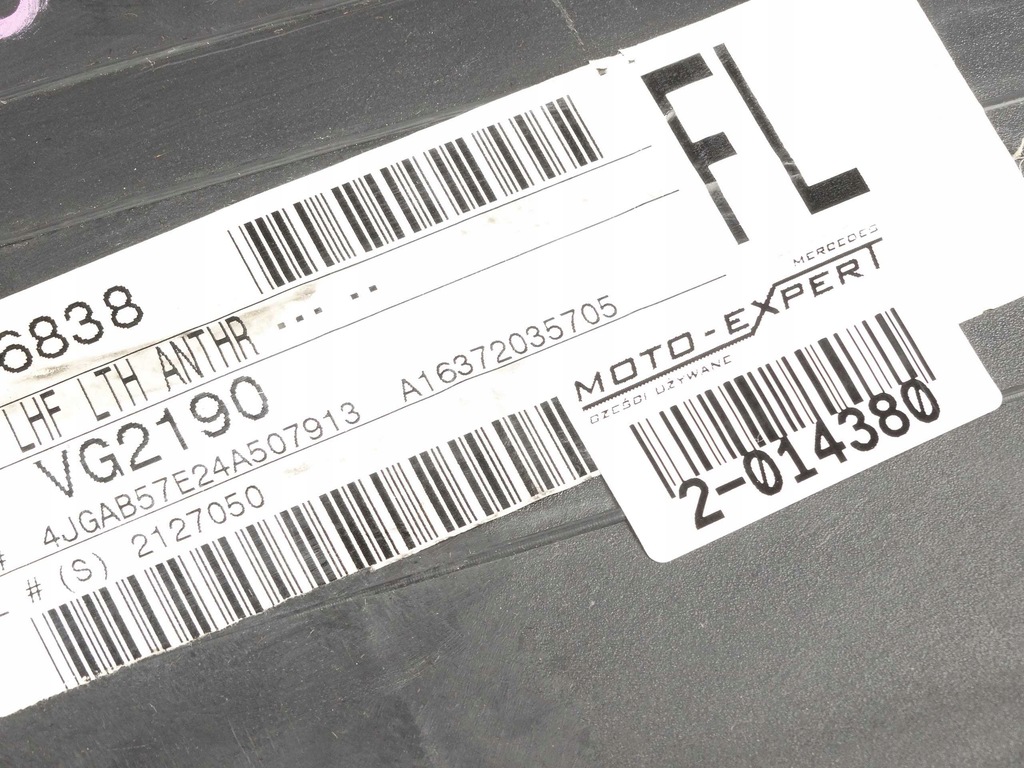 FL
6838
LHF LTH ANTHR ... ..
VG2190
# 4JGAB57E24A507913 A16372035705
# (S) 2127050
MERCEDES
MOTO-EXPERT
CZĘŚCI UŻYWANE
2-014380